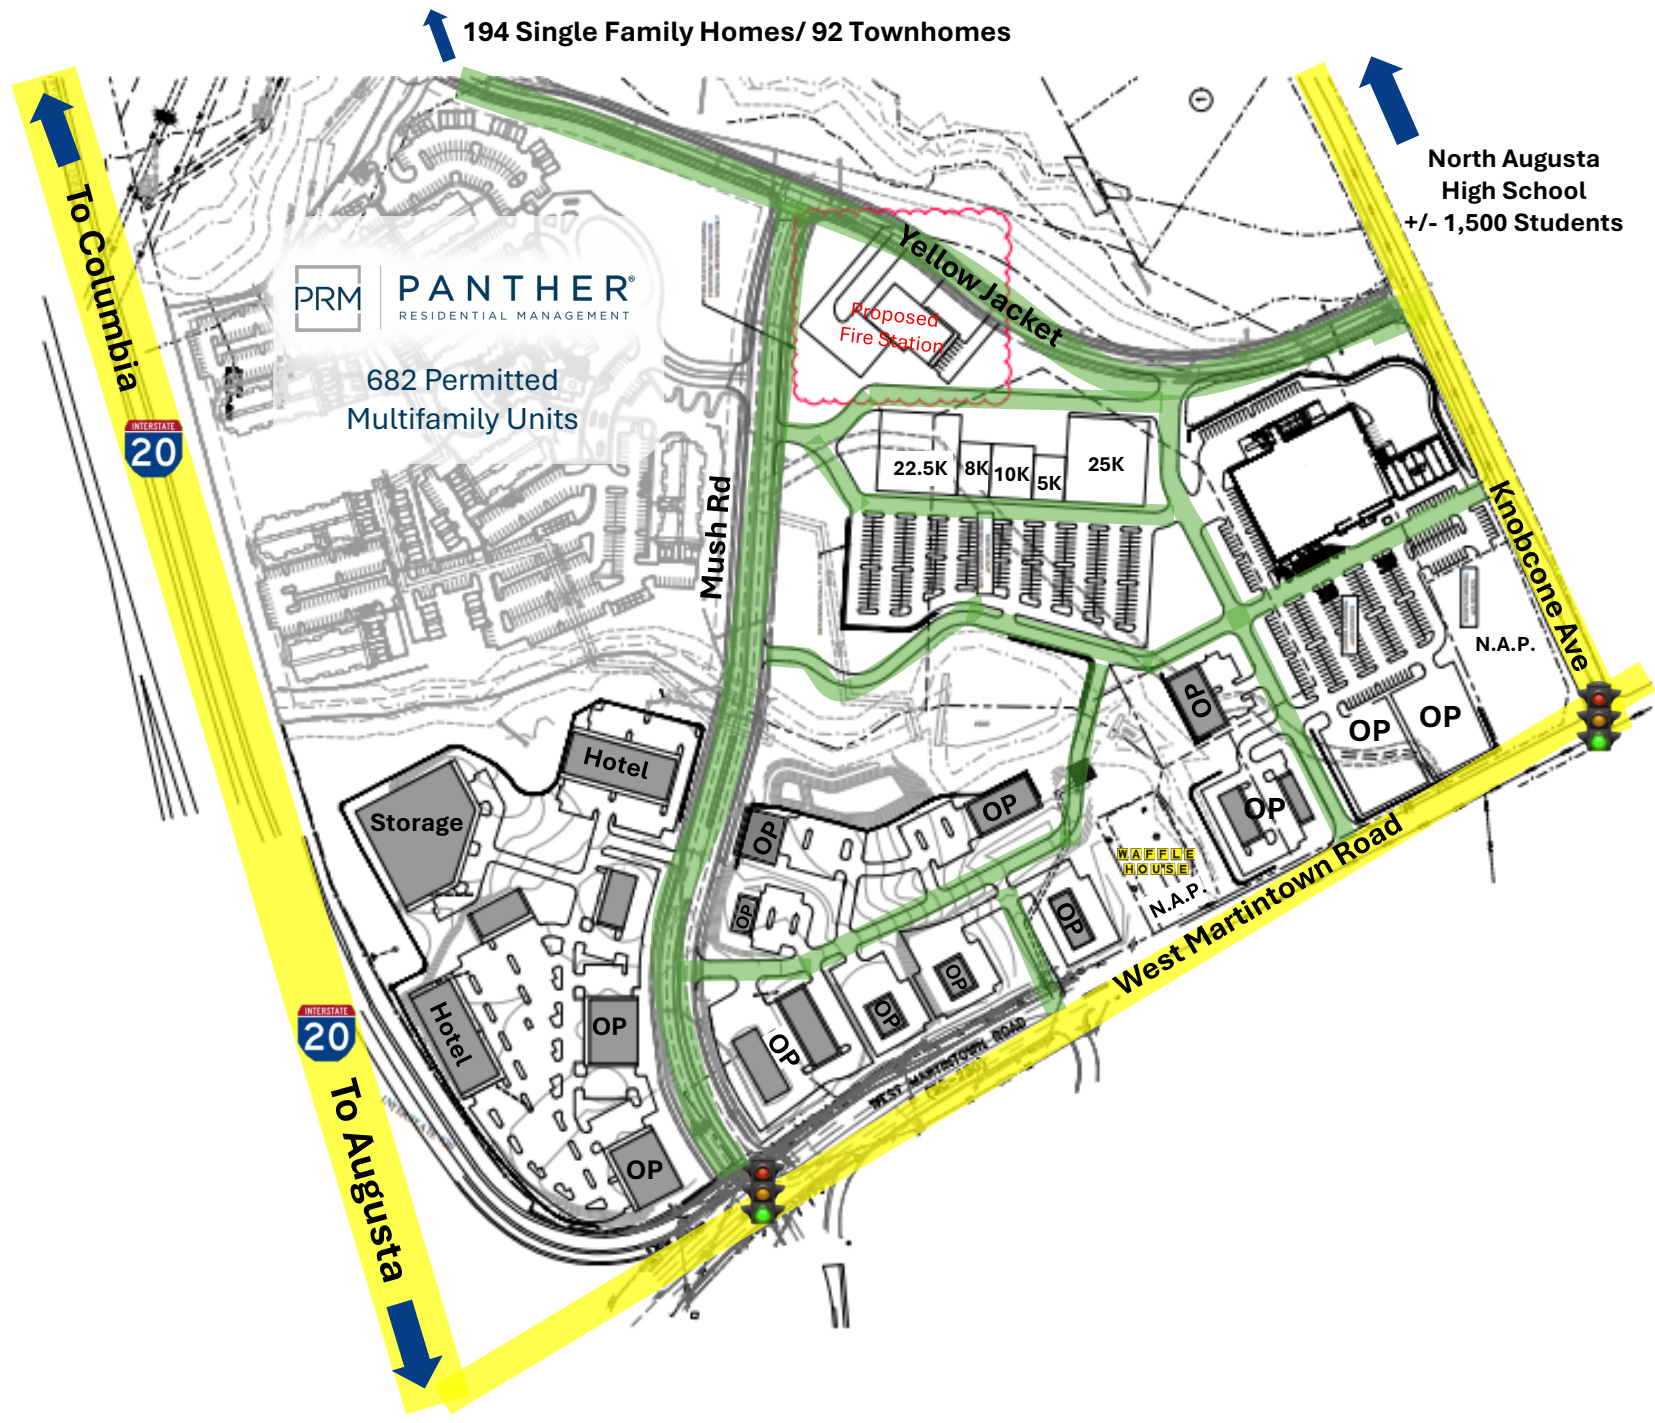 194 Single Family Homes/ 92 Townhomes
North Augusta
High School
+/- 1,500 Students
To Columbia
PRM
PANTHER®
RESIDENTIAL MANAGEMENT
682 Permitted
Multifamily Units
Yellow Jacket
Proposed
Fire Station
INTERSTATE
20
22.5K
8K
10K
5K
25K
Mush Rd
Knobcone Ave
N.A.P.
OP
OP
OP
Hotel
Storage
OP
OP
OP
WAFFLE
HOUSE
N.A.P.
OP
OP
West Martintown Road
OP
OP
Hotel
OP
OP
WEST MARTINTOWN ROAD
INTERSTATE
20
To Augusta
OP